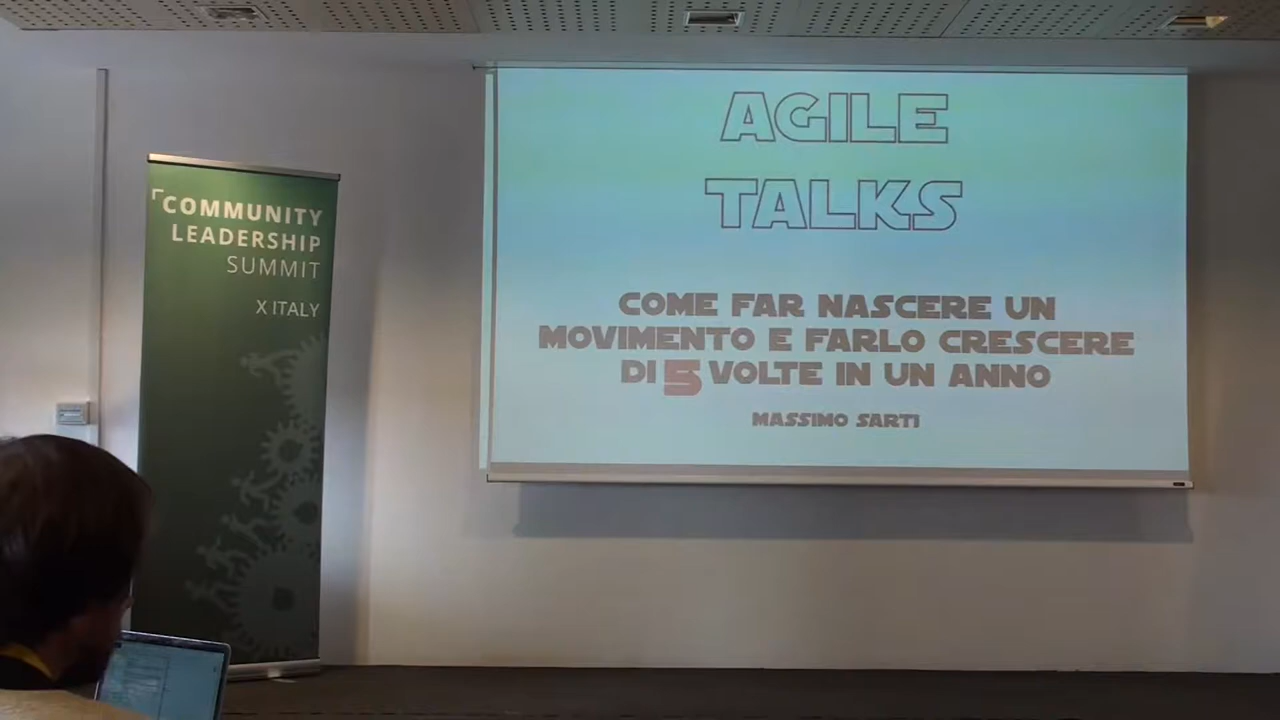 COMMUNITY
LEADERSHIP
SUMMIT
X ITALY
AGILE
TALKS
COME FAR NASCERE UN
MOVIMENTO E FARLO CRESCERE
DI 5 VOLTE IN UN ANNO
MASSIMO SARTI